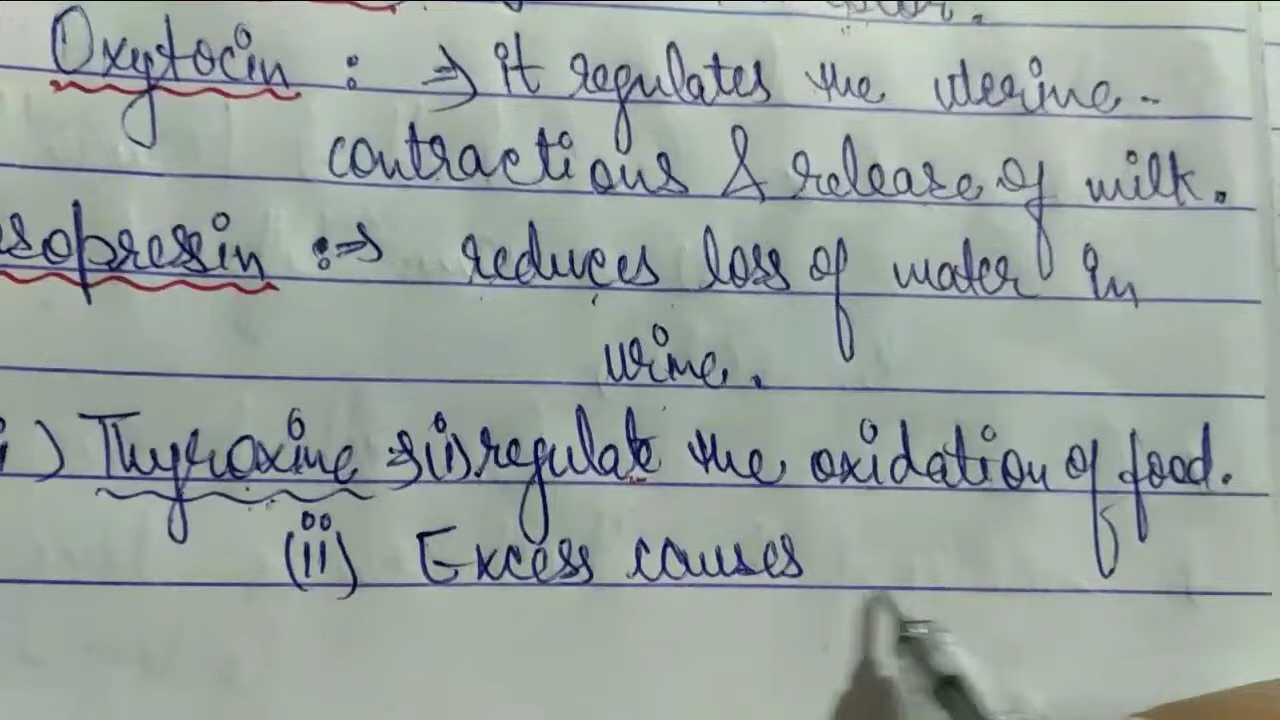 Oxytocin : ⇒ it regulates the uterine-
contractions & release of milk.
sopressin :⇒ reduces loss of water in
urine.
i) Thyroxine ⇒(i) regulate the oxidation of food.
(ii) Excess causes